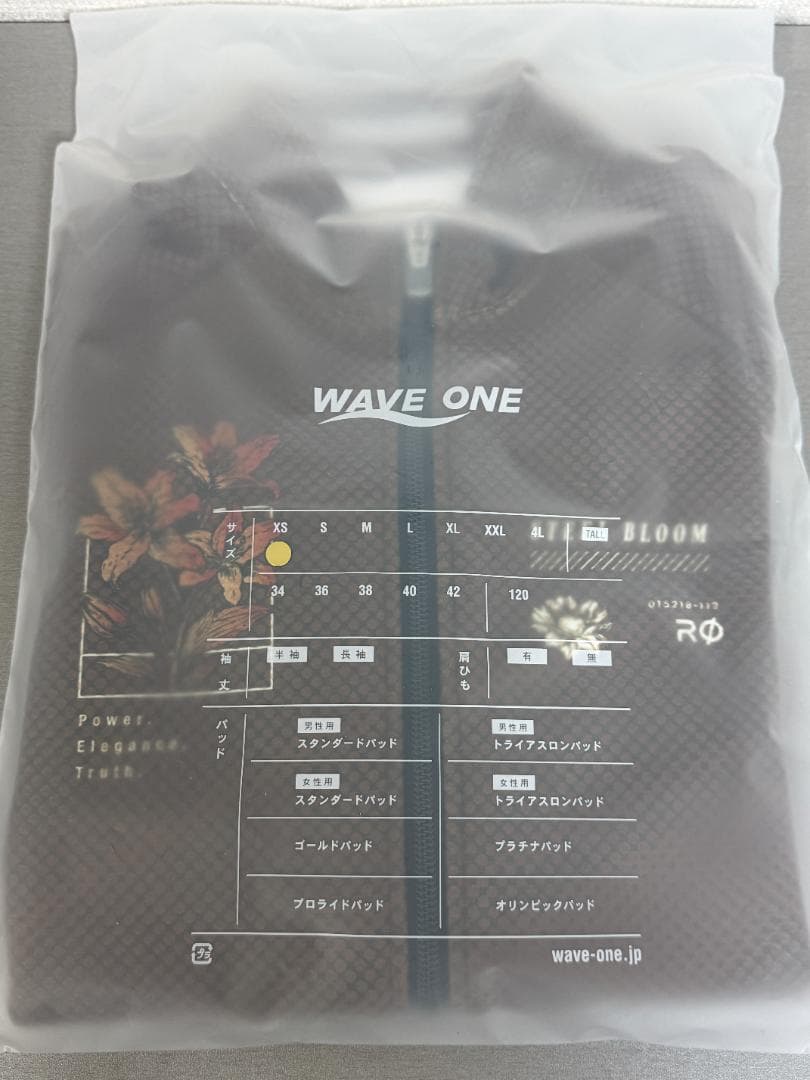 WAVE ONE
サイズ
XS S M L XL XXL 4L TALL
34 36 38 40 42 120
袖丈
半袖 長袖
肩ひも
有 無
パッド
男性用
スタンダードパッド
男性用
トライアスロンパッド
女性用
スタンダードパッド
女性用
トライアスロンパッド
ゴールドパッド
プラチナパッド
プロライドパッド
オリンピックパッド
プラ
wave-one.jp
BLOOM
RØ
Power.
Elegance.
Truth.